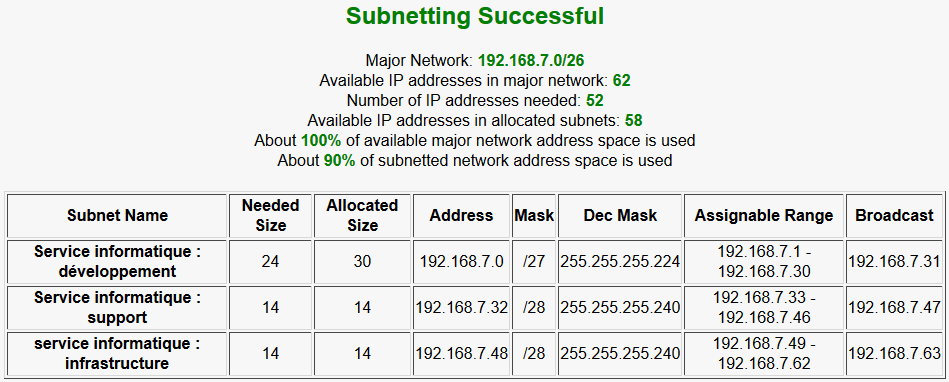 Subnetting Successful
Major Network: 192.168.7.0/26
Available IP addresses in major network: 62
Number of IP addresses needed: 52
Available IP addresses in allocated subnets: 58
About 100% of available major network address space is used
About 90% of subnetted network address space is used
Subnet Name Needed Size Allocated Size Address Mask Dec Mask Assignable Range Broadcast
Service informatique : développement 24 30 192.168.7.0 /27 255.255.255.224 192.168.7.1 - 192.168.7.30 192.168.7.31
Service informatique : support 14 14 192.168.7.32 /28 255.255.255.240 192.168.7.33 - 192.168.7.46 192.168.7.47
service informatique : infrastructure 14 14 192.168.7.48 /28 255.255.255.240 192.168.7.49 - 192.168.7.62 192.168.7.63